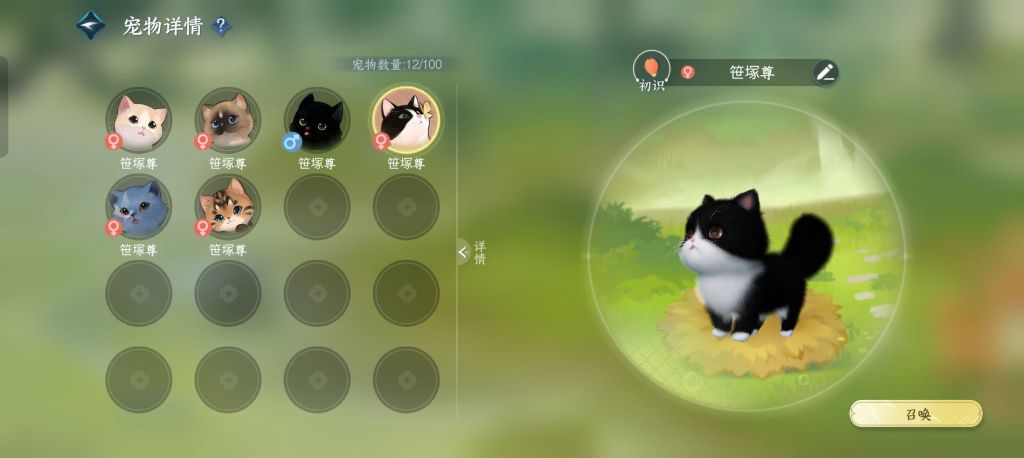 宠物详情 ?
宠物数量:12/100
初识
笹塚尊
笹塚尊 笹塚尊 笹塚尊 笹塚尊
笹塚尊 笹塚尊
详情
召唤